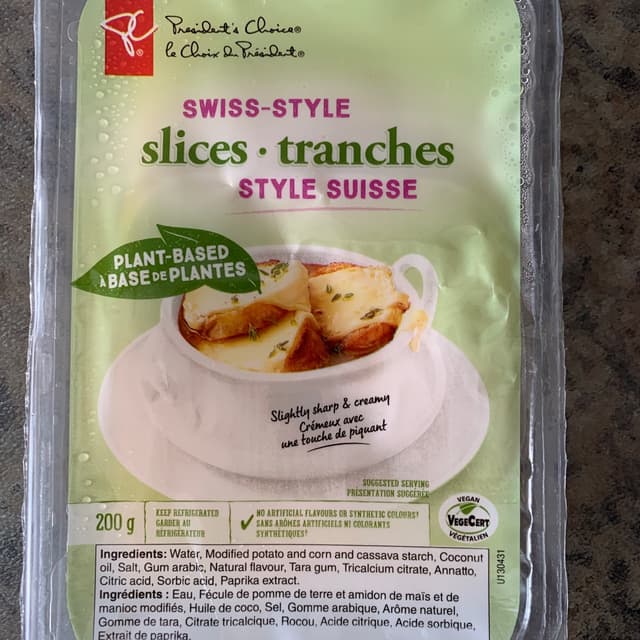 PC®
President's Choice®
le Choix du Président®
SWISS-STYLE
slices • tranches
STYLE SUISSE
PLANT-BASED
À BASE DE PLANTES
Slightly sharp & creamy
Crémeux avec
une touche de piquant
SUGGESTED SERVING
PRÉSENTATION SUGGÉRÉE
200 g
KEEP REFRIGERATED
GARDER AU
RÉFRIGÉRATEUR
NO ARTIFICIAL FLAVOURS OR SYNTHETIC COLOURS†
SANS ARÔMES ARTIFICIELS NI COLORANTS
SYNTHÉTIQUES†
VEGAN
VEGECERT
VÉGÉTALIEN
U130431
Ingredients: Water, Modified potato and corn and cassava starch, Coconut
oil, Salt, Gum arabic, Natural flavour, Tara gum, Tricalcium citrate, Annatto,
Citric acid, Sorbic acid, Paprika extract.
Ingrédients : Eau, Fécule de pomme de terre et amidon de maïs et de
manioc modifiés, Huile de coco, Sel, Gomme arabique, Arôme naturel,
Gomme de tara, Citrate tricalcique, Rocou, Acide citrique, Acide sorbique,
Extrait de paprika.